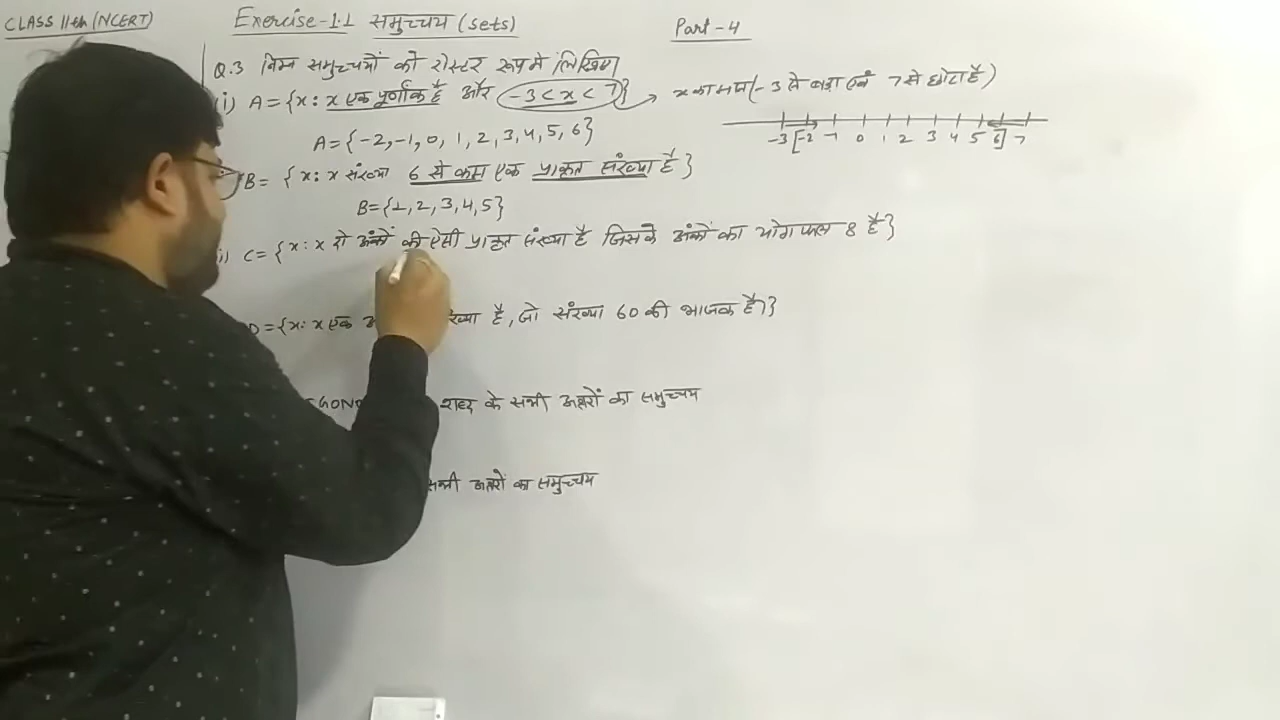 CLASS 11th (NCERT) Exercise-1.1 समुच्चय (sets) Part-4
Q.3 निम्न समुच्चयों को रोस्टर रूप में लिखिए
(i) A = {x : x एक पूर्णांक है और -3 < x < 7} → x का मान (-3 से बड़ा एवं 7 से छोटा है)
A = {-2, -1, 0, 1, 2, 3, 4, 5, 6}
-3 [-2 -1 0 1 2 3 4 5 6] 7
B = {x : x संख्या 6 से कम एक प्राकृत संख्या है}
B = {1, 2, 3, 4, 5}
) C = {x : x दो अंकों की ऐसी प्राकृत संख्या है जिसके अंकों का योगफल 8 है}
D = {x : x एक है, जो संख्या 60 की भाजक है}
GONO शब्द के सभी अक्षरों का समुच्चय
सभी अक्षरों का समुच्चय